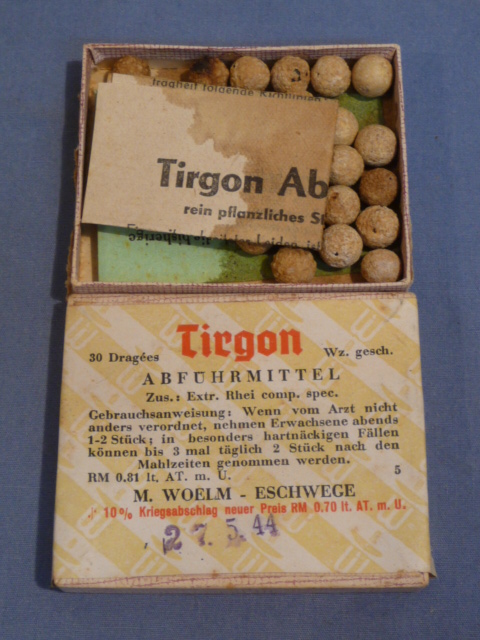 Tragheit folgende Richtlinien
Tirgon Ab
rein pflanzliches
30 Dragées
Tirgon
Wz. gesch.
ABFÜHRMITTEL
Zus.: Extr. Rhei comp. spec.
Gebrauchsanweisung: Wenn vom Arzt nicht
anders verordnet, nehmen Erwachsene abends
1-2 Stück; in besonders hartnäckigen Fällen
können bis 3 mal täglich 2 Stück nach den
Mahlzeiten genommen werden.
RM 0.81 lt. AT. m. U.
5
M. WOELM - ESCHWEGE
10% Kriegsabschlag neuer Preis RM 0.70 lt. AT. m. U.
27.5.44